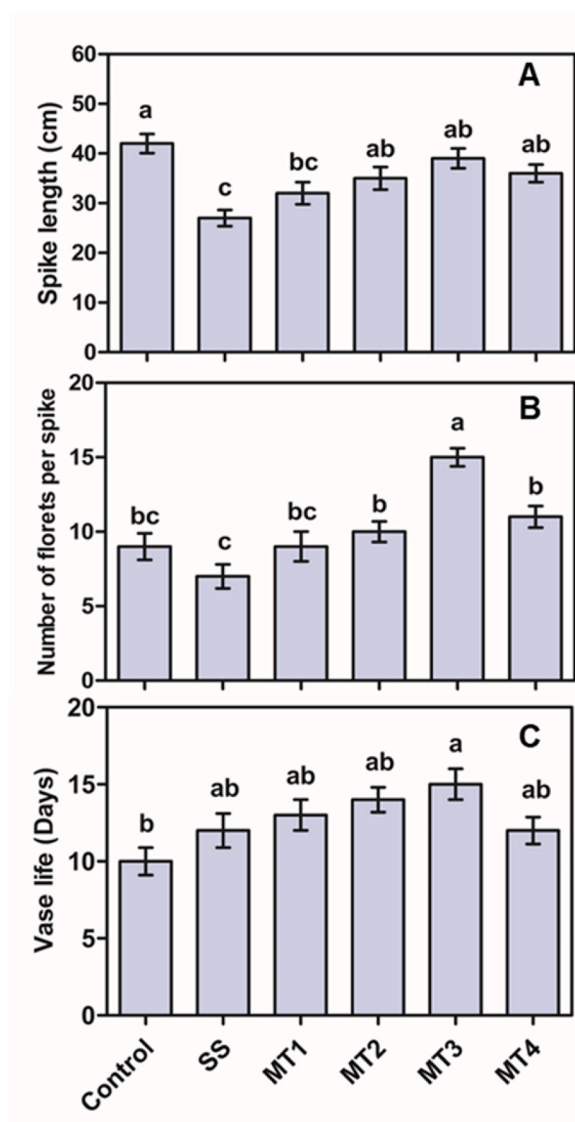 A
Spike length (cm)
60
50
40
30
20
10
0
a
c
bc
ab
ab
ab
B
Number of florets per spike
20
15
10
5
0
bc
c
bc
b
a
b
C
Vase life (Days)
20
15
10
5
0
b
ab
ab
ab
a
ab
Control
SS
MT1
MT2
MT3
MT4